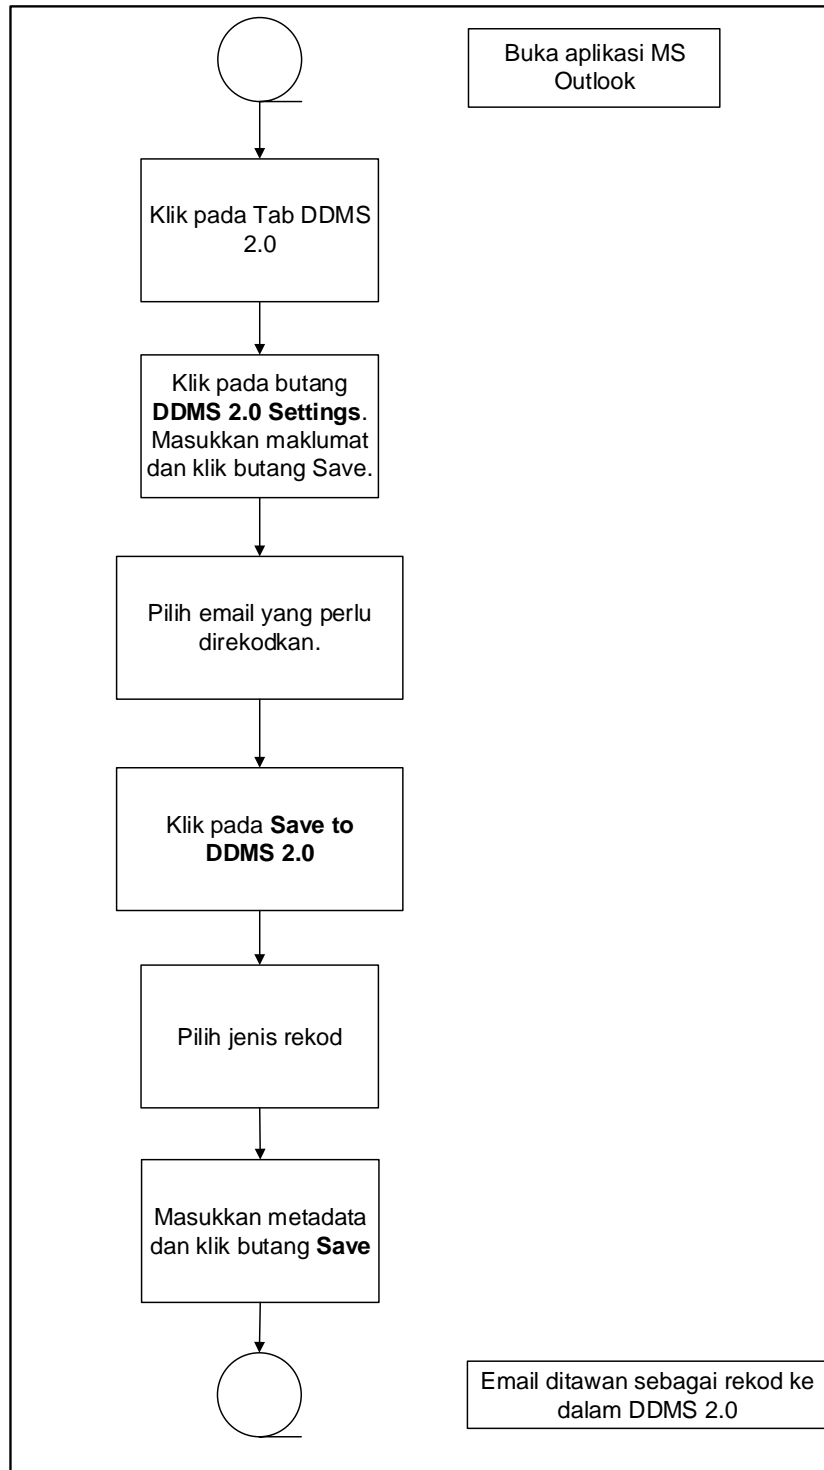 Buka aplikasi MS
Outlook
Klik pada Tab DDMS
2.0
Klik pada butang
DDMS 2.0 Settings.
Masukkan maklumat
dan klik butang Save.
Pilih email yang perlu
direkodkan.
Klik pada Save to
DDMS 2.0
Pilih jenis rekod
Masukkan metadata
dan klik butang Save
Email ditawan sebagai rekod ke
dalam DDMS 2.0